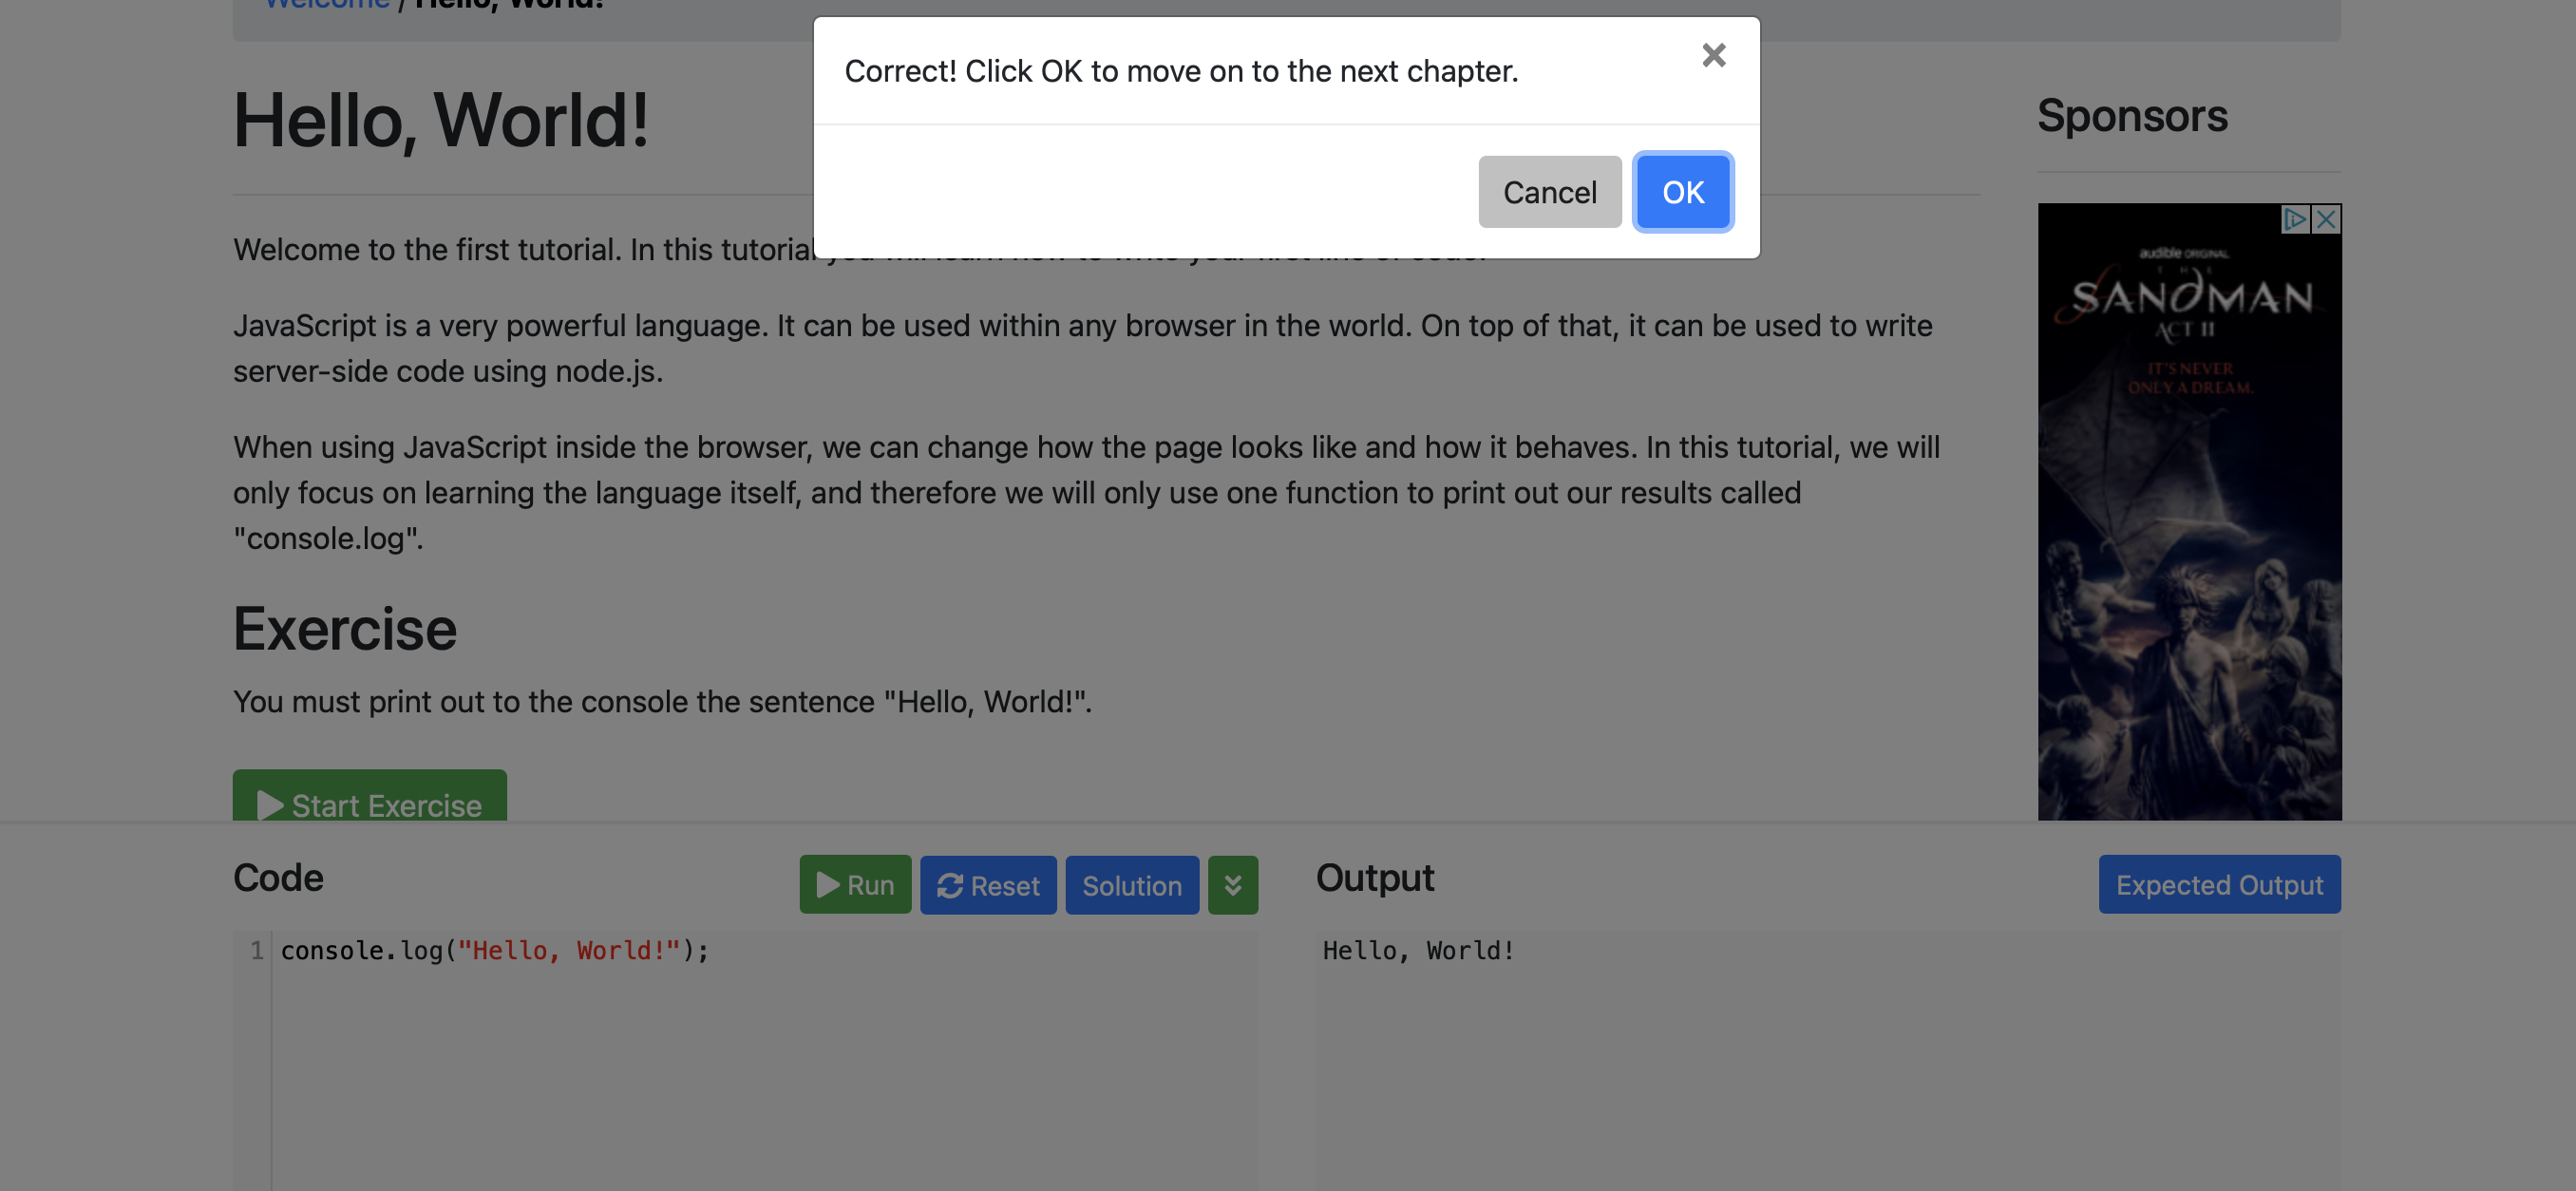 Welcome / Hello, World!
Correct! Click OK to move on to the next chapter.
×
Cancel
OK
Hello, World!
Welcome to the first tutorial. In this tutorial
JavaScript is a very powerful language. It can be used within any browser in the world. On top of that, it can be used to write
server-side code using node.js.
When using JavaScript inside the browser, we can change how the page looks like and how it behaves. In this tutorial, we will
only focus on learning the language itself, and therefore we will only use one function to print out our results called
"console.log".
Exercise
You must print out to the console the sentence "Hello, World!".
Start Exercise
Sponsors
audible ORIGINAL
THE
SANDMAN
ACT II
IT'S NEVER
ONLY A DREAM.
Code
Run
Reset
Solution
1 console.log("Hello, World!");
Output
Expected Output
Hello, World!